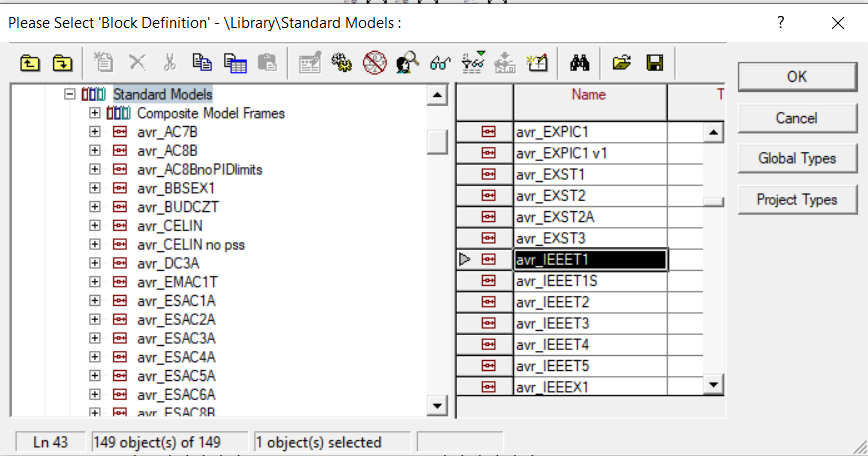 Please Select 'Block Definition' - \Library\Standard Models :
?
Standard Models
Composite Model Frames
avr_AC7B
avr_AC8B
avr_AC8BnoPIDlimits
avr_BBSEX1
avr_BUDCZT
avr_CELIN
avr_CELIN no pss
avr_DC3A
avr_EMAC1T
avr_ESAC1A
avr_ESAC2A
avr_ESAC3A
avr_ESAC4A
avr_ESAC5A
avr_ESAC6A
avr_ESAC8B
Name T
avr_EXPIC1
avr_EXPIC1 v1
avr_EXST1
avr_EXST2
avr_EXST2A
avr_EXST3
avr_IEEET1
avr_IEEET1S
avr_IEEET2
avr_IEEET3
avr_IEEET4
avr_IEEET5
avr_IEEEX1
OK
Cancel
Global Types
Project Types
Ln 43 149 object(s) of 149 1 object(s) selected